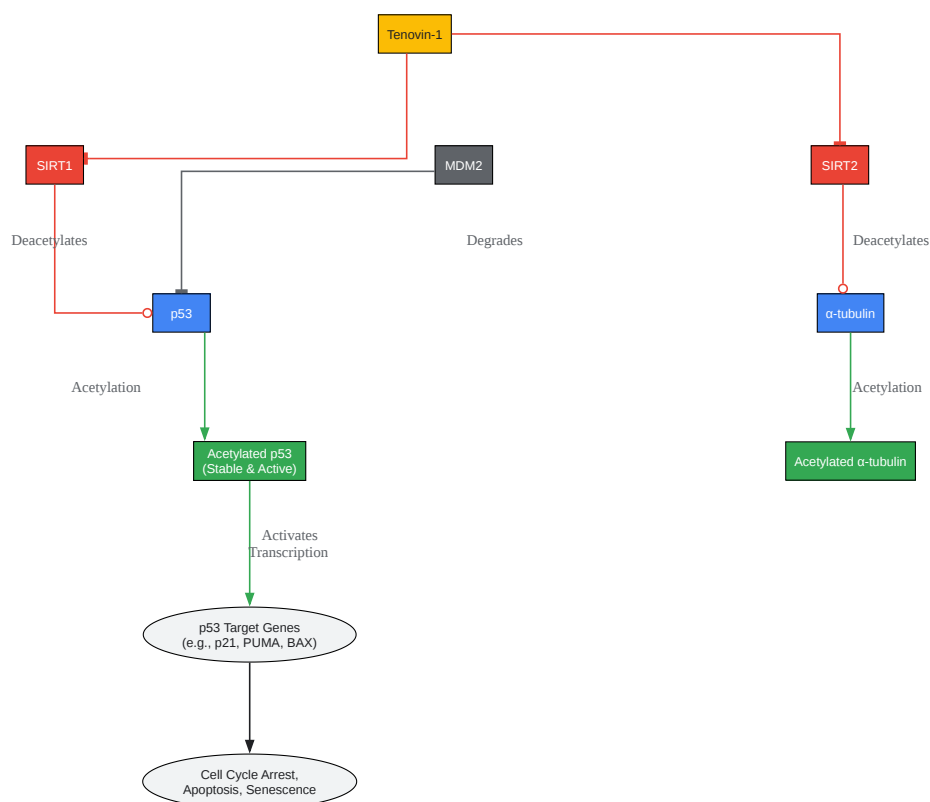 Tenovin-1
SIRT1
MDM2
SIRT2
Deacetylates
Degrades
Deacetylates
p53
α-tubulin
Acetylation
Acetylation
Acetylated p53
(Stable & Active)
Acetylated α-tubulin
Activates
Transcription
p53 Target Genes
(e.g., p21, PUMA, BAX)
Cell Cycle Arrest,
Apoptosis, Senescence